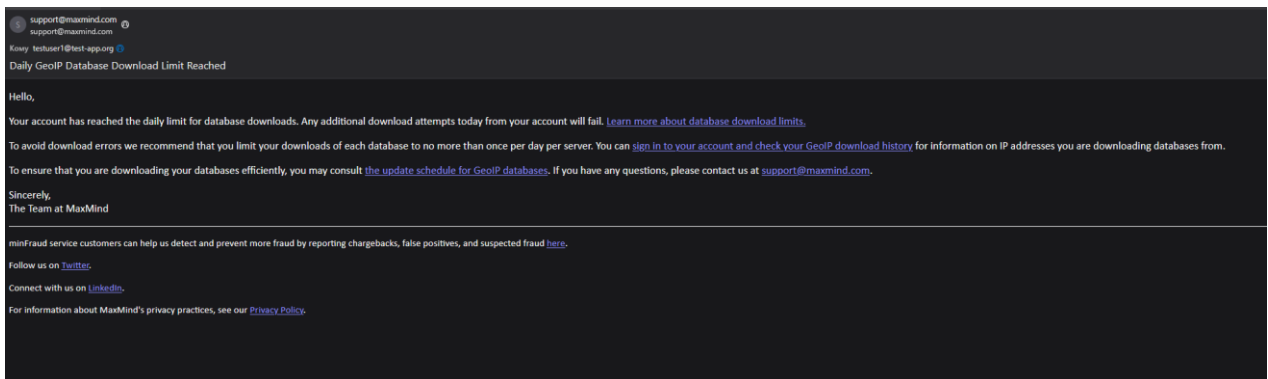 S support@maxmind.com
support@maxmind.com
Кому testuser1@test-app.org
Daily GeoIP Database Download Limit Reached
Hello,
Your account has reached the daily limit for database downloads. Any additional download attempts today from your account will fail. Learn more about database download limits.
To avoid download errors we recommend that you limit your downloads of each database to no more than once per day per server. You can sign in to your account and check your GeoIP download history for information on IP addresses you are downloading databases from.
To ensure that you are downloading your databases efficiently, you may consult the update schedule for GeoIP databases. If you have any questions, please contact us at support@maxmind.com.
Sincerely,
The Team at MaxMind
minFraud service customers can help us detect and prevent more fraud by reporting chargebacks, false positives, and suspected fraud here.
Follow us on Twitter.
Connect with us on LinkedIn.
For information about MaxMind's privacy practices, see our Privacy Policy.